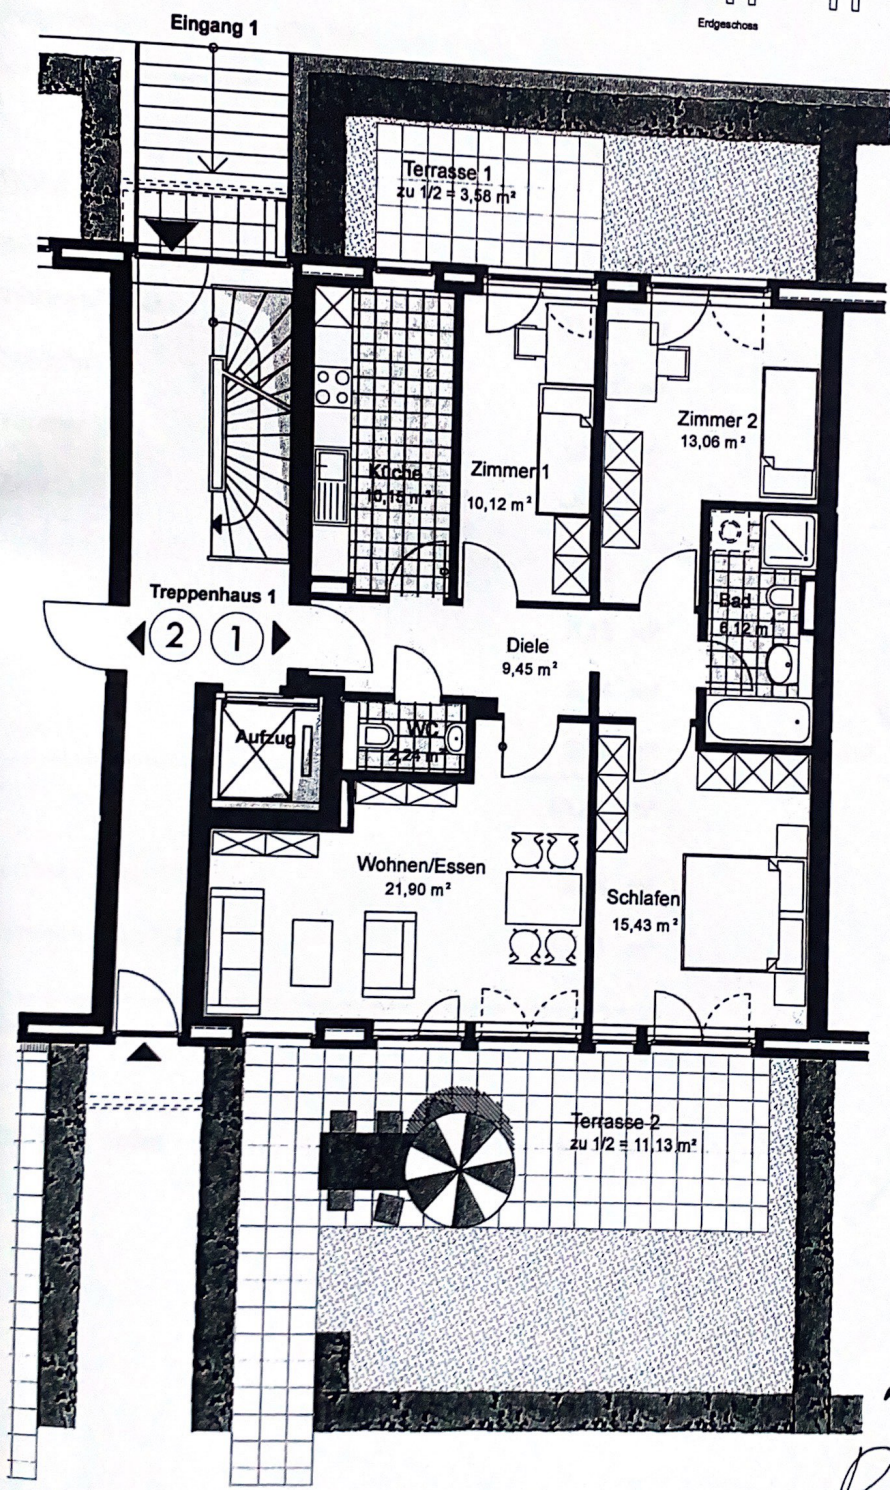 Eingang 1
Erdgeschoss
Terrasse 1
zu 1/2 = 3,58 m²
Küche
10,15 m²
Zimmer 1
10,12 m²
Zimmer 2
13,06 m²
Treppenhaus 1
2 1
Diele
9,45 m²
Bad
6,12 m²
Aufzug
WC
2,24 m²
Wohnen/Essen
21,90 m²
Schlafen
15,43 m²
Terrasse 2
zu 1/2 = 11,13 m²